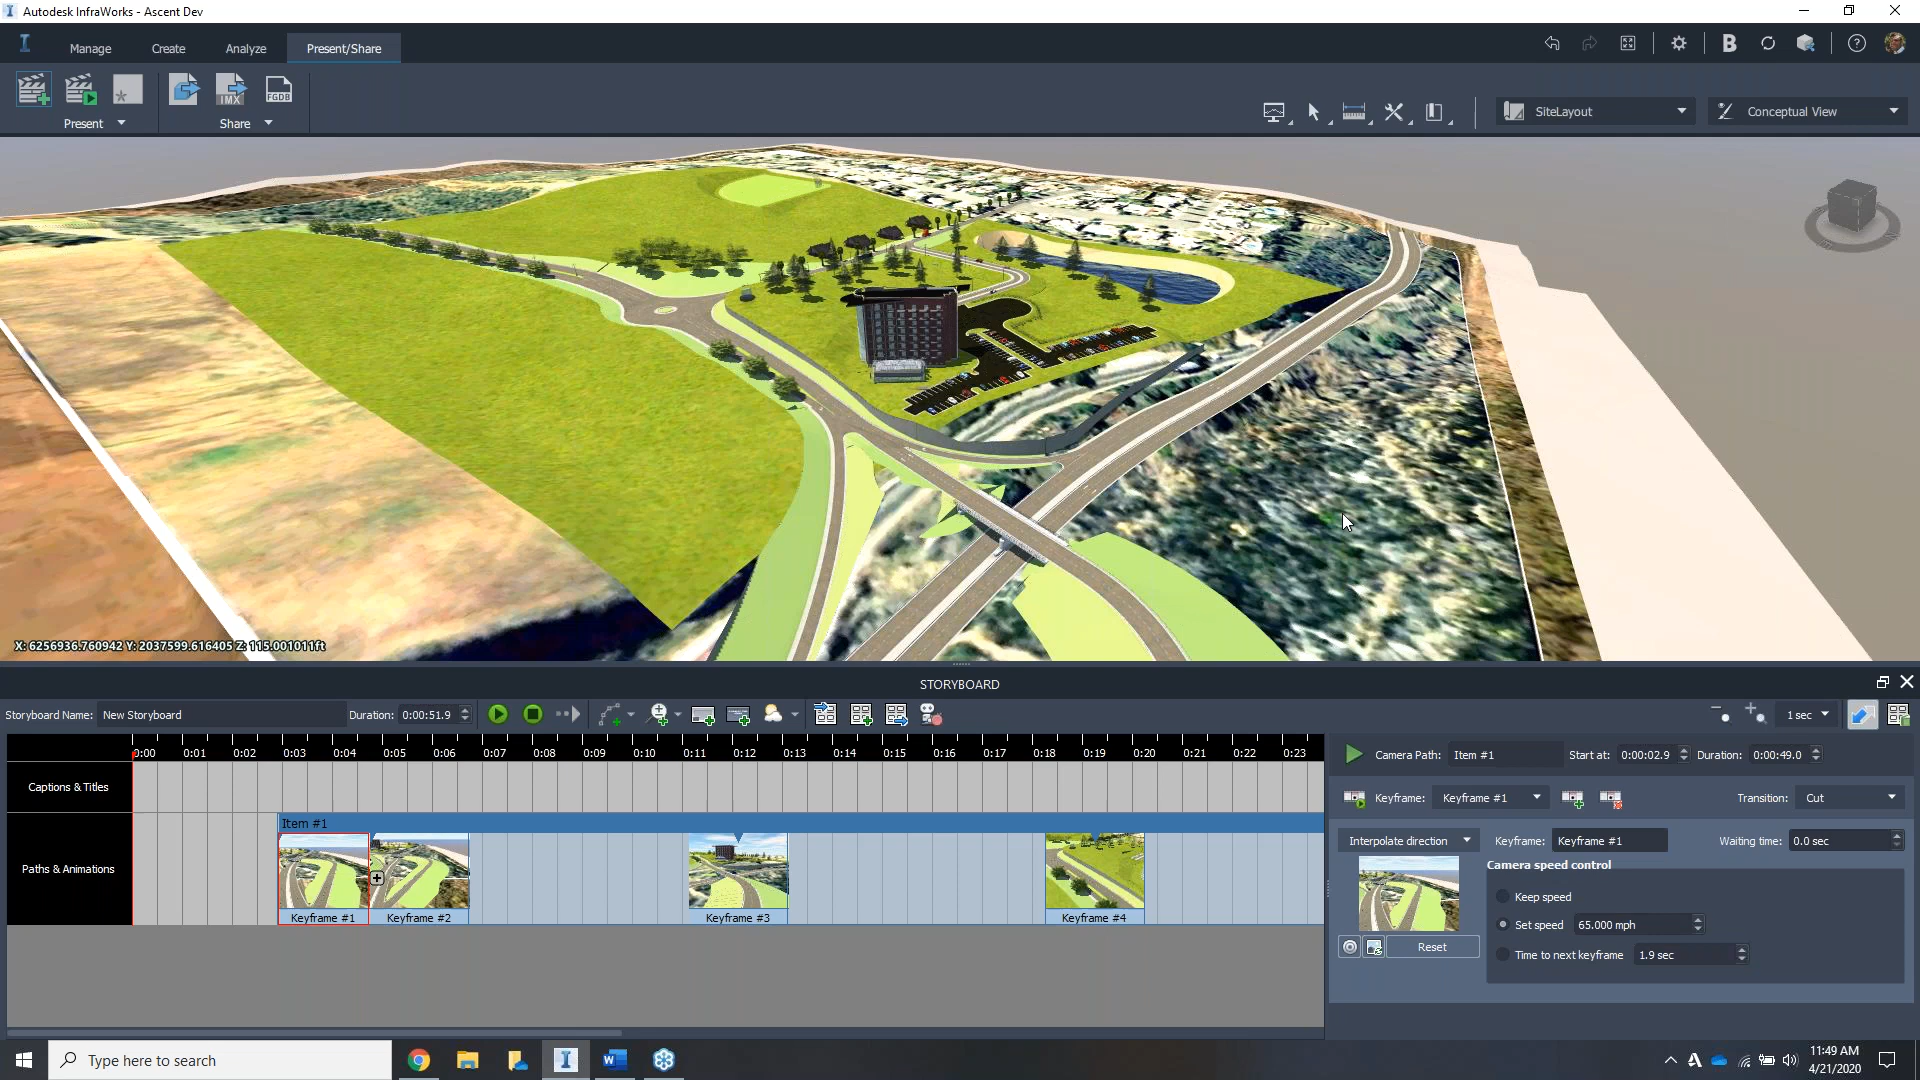 Autodesk InfraWorks - Ascent Dev
Manage Create Analyze Present/Share
IMX FGDB
Present Share
SiteLayout Conceptual View
X: 6256936.760942 Y: 2037599.616405 Z: 115.001011ft
STORYBOARD
Storyboard Name: New Storyboard Duration: 0:00:51.9 1 sec
0:00 0:01 0:02 0:03 0:04 0:05 0:06 0:07 0:08 0:09 0:10 0:11 0:12 0:13 0:14 0:15 0:16 0:17 0:18 0:19 0:20 0:21 0:22 0:23
Camera Path: Item #1 Start at: 0:00:02.9 Duration: 0:00:49.0
Captions & Titles
Keyframe: Keyframe #1 Transition: Cut
Item #1
Interpolate direction Keyframe: Keyframe #1 Waiting time: 0.0 sec
Camera speed control
Paths & Animations
Keep speed
Keyframe #1 Keyframe #2 Keyframe #3 Keyframe #4
Set speed 65.000 mph
Reset
Time to next keyframe 1.9 sec
Type here to search
11:49 AM
4/21/2020